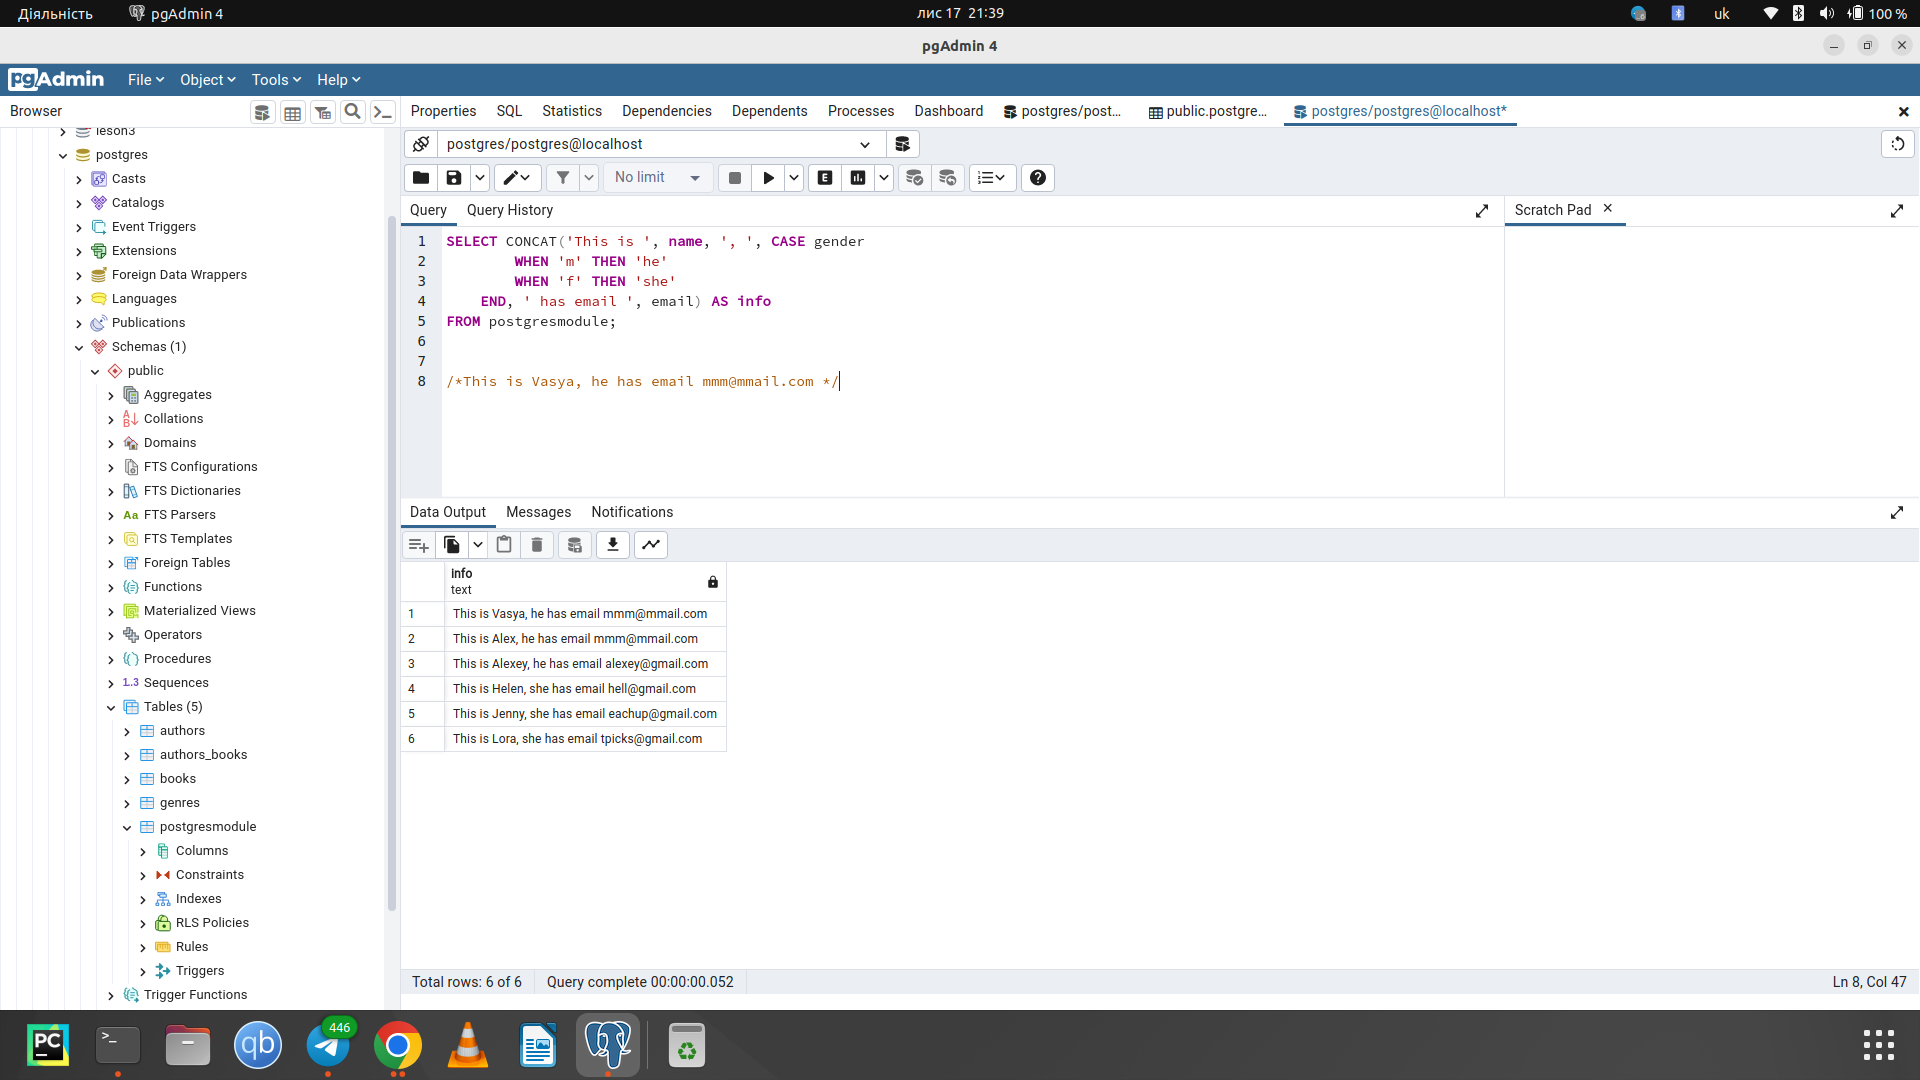 Діяльність
pgAdmin 4
лис 17 21:39
uk
100 %
pgAdmin 4
pgAdmin
File
Object
Tools
Help
Browser
Properties
SQL
Statistics
Dependencies
Dependents
Processes
Dashboard
postgres/post...
public.postgre...
postgres/postgres@localhost*
leson3
postgres
Casts
Catalogs
Event Triggers
Extensions
Foreign Data Wrappers
Languages
Publications
Schemas (1)
public
Aggregates
Collations
Domains
FTS Configurations
FTS Dictionaries
Aa FTS Parsers
FTS Templates
Foreign Tables
Functions
Materialized Views
Operators
Procedures
1..3 Sequences
Tables (5)
authors
authors_books
books
genres
postgresmodule
Columns
Constraints
Indexes
RLS Policies
Rules
Triggers
Trigger Functions
postgres/postgres@localhost
No limit
E
Query
Query History
Scratch Pad
1 SELECT CONCAT('This is ', name, ', ', CASE gender
2 WHEN 'm' THEN 'he'
3 WHEN 'f' THEN 'she'
4 END, ' has email ', email) AS info
5 FROM postgresmodule;
6
7
8 /*This is Vasya, he has email mmm@mmail.com */
Data Output
Messages
Notifications
info
text
1 This is Vasya, he has email mmm@mmail.com
2 This is Alex, he has email mmm@mmail.com
3 This is Alexey, he has email alexey@gmail.com
4 This is Helen, she has email hell@gmail.com
5 This is Jenny, she has email eachup@gmail.com
6 This is Lora, she has email tpicks@gmail.com
Total rows: 6 of 6
Query complete 00:00:00.052
Ln 8, Col 47
PC
>_
qb
446